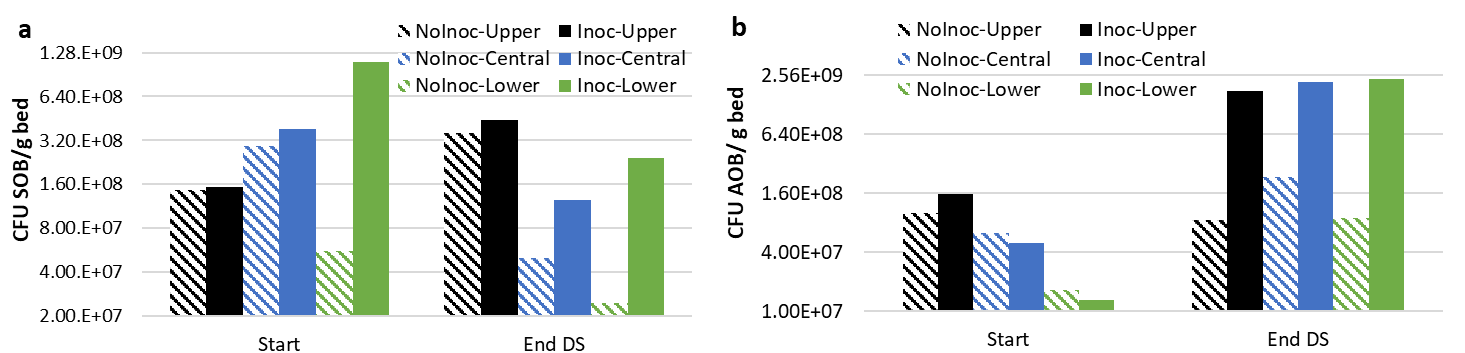 a
NoInoc-Upper Inoc-Upper
NoInoc-Central Inoc-Central
NoInoc-Lower Inoc-Lower
CFU SOB/g bed
1.28.E+09
6.40.E+08
3.20.E+08
1.60.E+08
8.00.E+07
4.00.E+07
2.00.E+07
Start End DS
b
NoInoc-Upper Inoc-Upper
NoInoc-Central Inoc-Central
NoInoc-Lower Inoc-Lower
CFU AOB/ g bed
2.56E+09
6.40E+08
1.60E+08
4.00E+07
1.00E+07
Start End DS